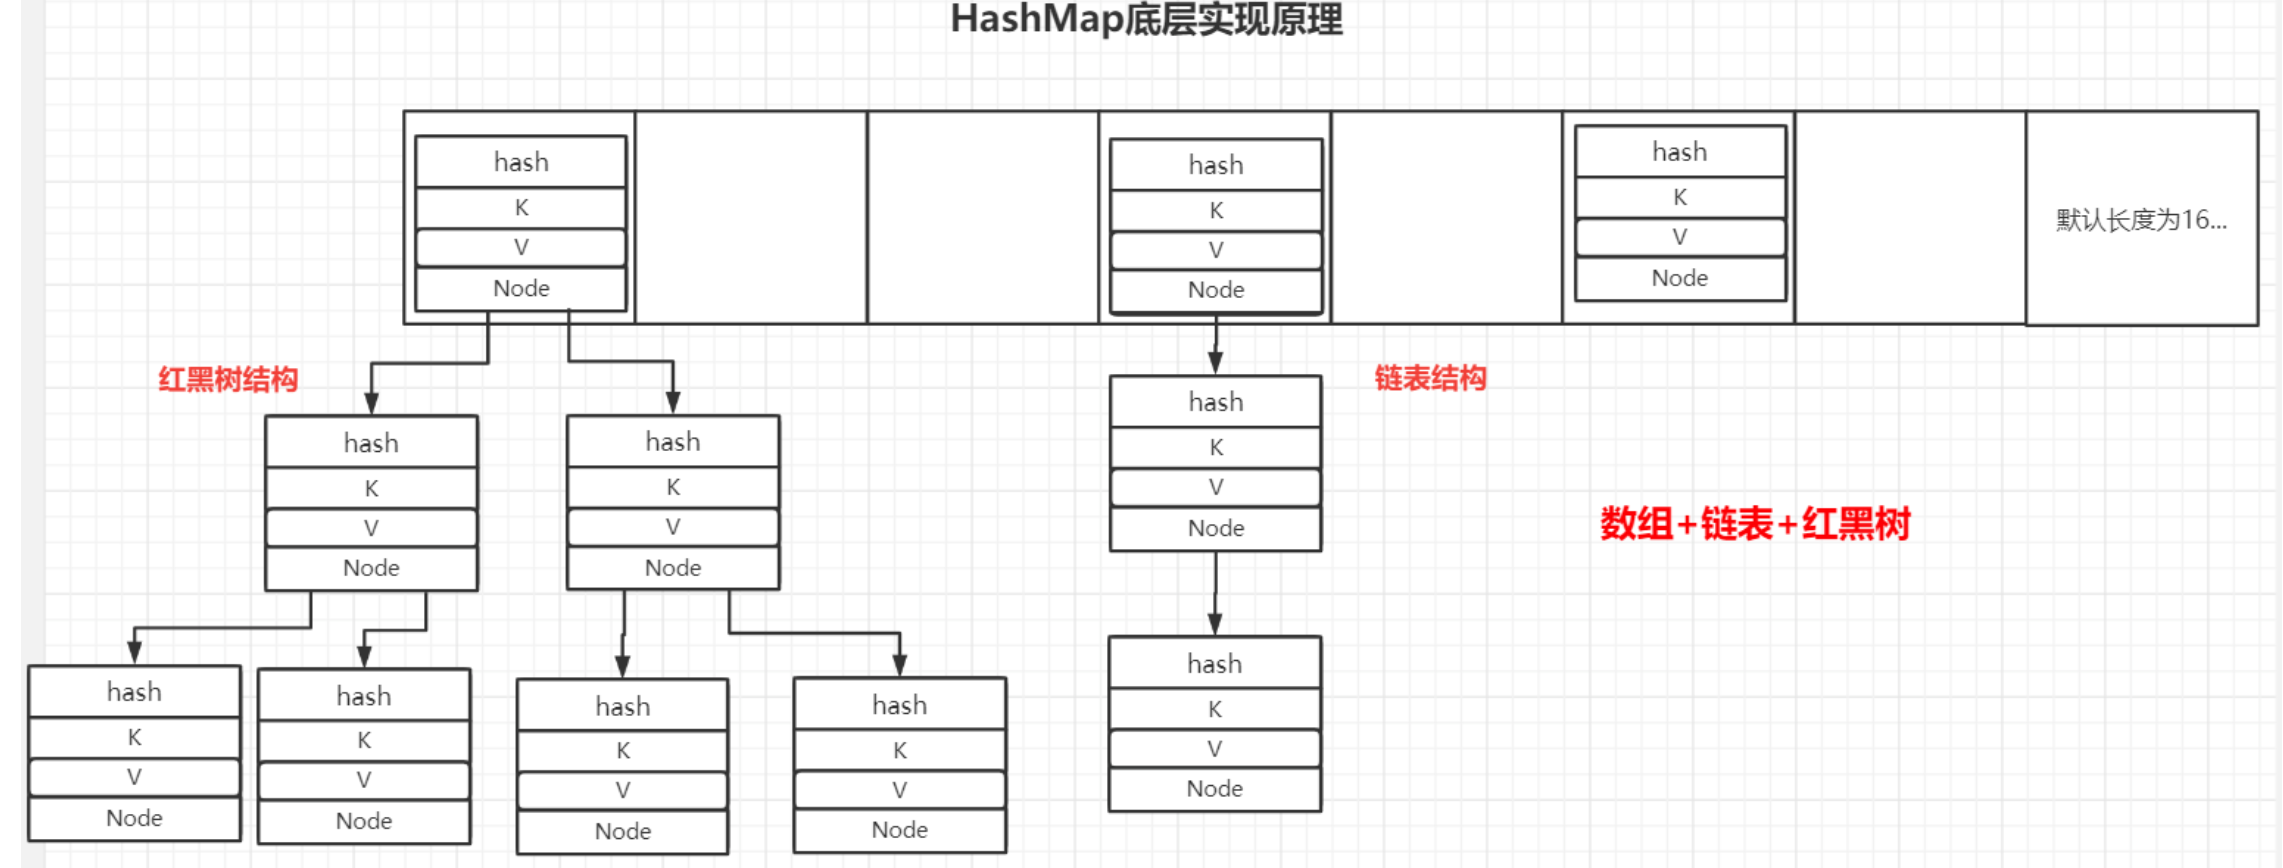 HashMap底层实现原理
hash
K
V
Node
hash
K
V
Node
hash
K
V
Node
默认长度为16...
红黑树结构
链表结构
hash
K
V
Node
hash
K
V
Node
hash
K
V
Node
数组+链表+红黑树
hash
K
V
Node
hash
K
V
Node
hash
K
V
Node
hash
K
V
Node
hash
K
V
Node